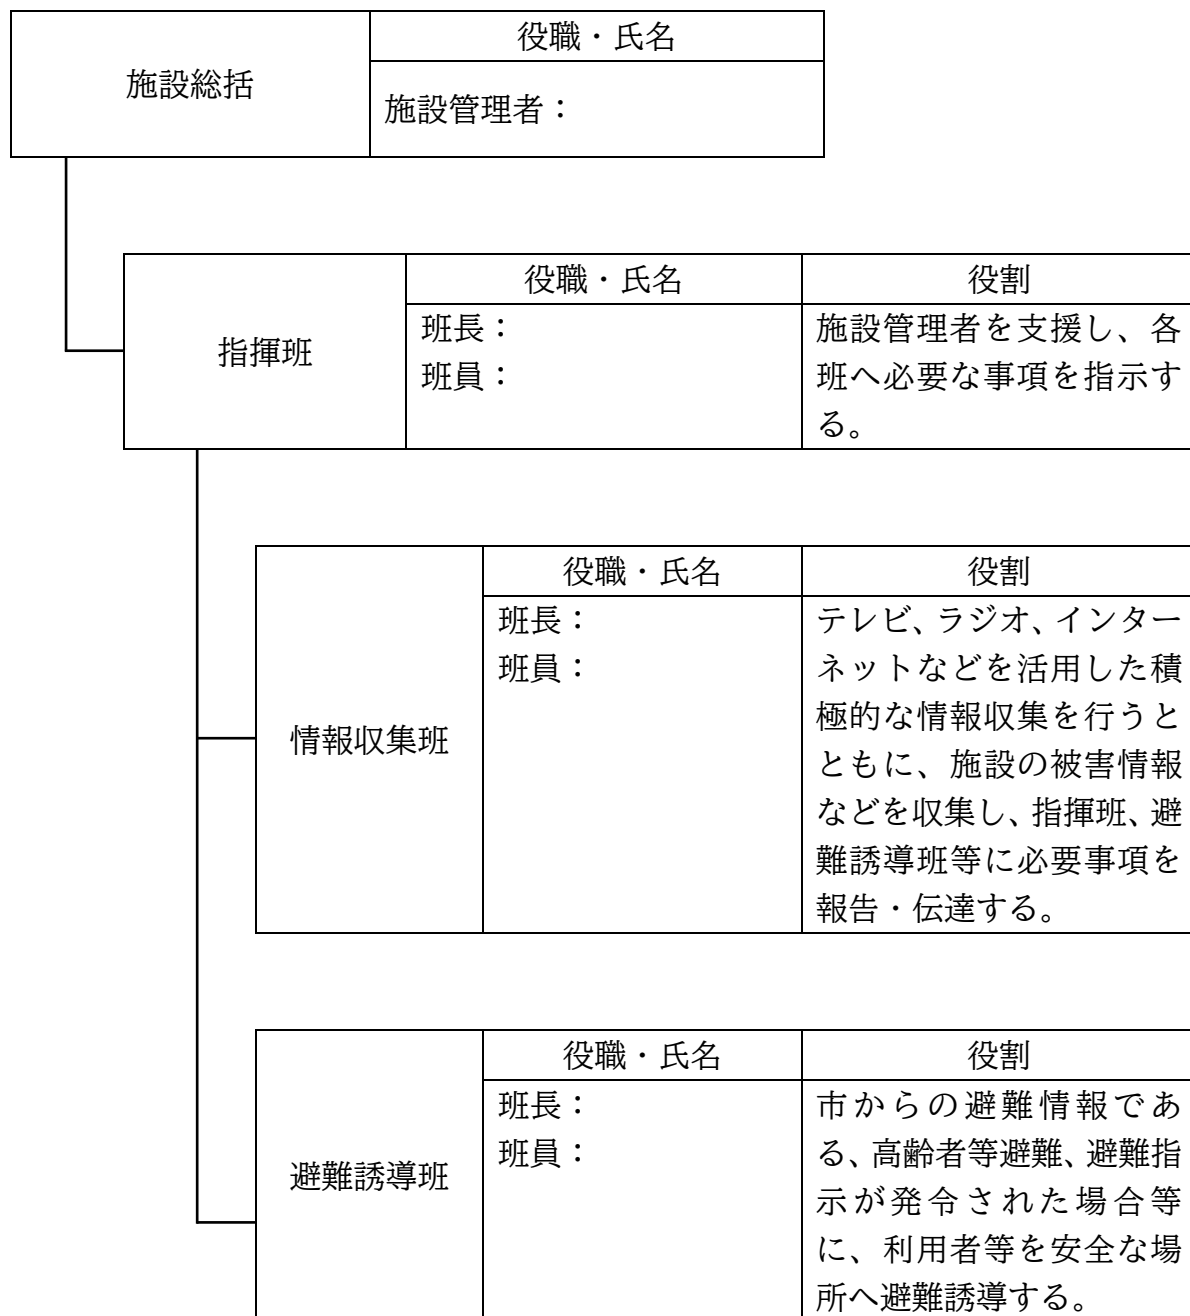 役職・氏名
施設総括
施設管理者：
役職・氏名
役割
指揮班
班長：
班員：
施設管理者を支援し、各
班へ必要な事項を指示す
る。
役職・氏名
役割
情報収集班
班長：
班員：
テレビ、ラジオ、インター
ネットなどを活用した積
極的な情報収集を行うと
ともに、施設の被害情報
などを収集し、指揮班、避
難誘導班等に必要事項を
報告・伝達する。
役職・氏名
役割
避難誘導班
班長：
班員：
市からの避難情報であ
る、高齢者等避難、避難指
示が発令された場合等
に、利用者等を安全な場
所へ避難誘導する。